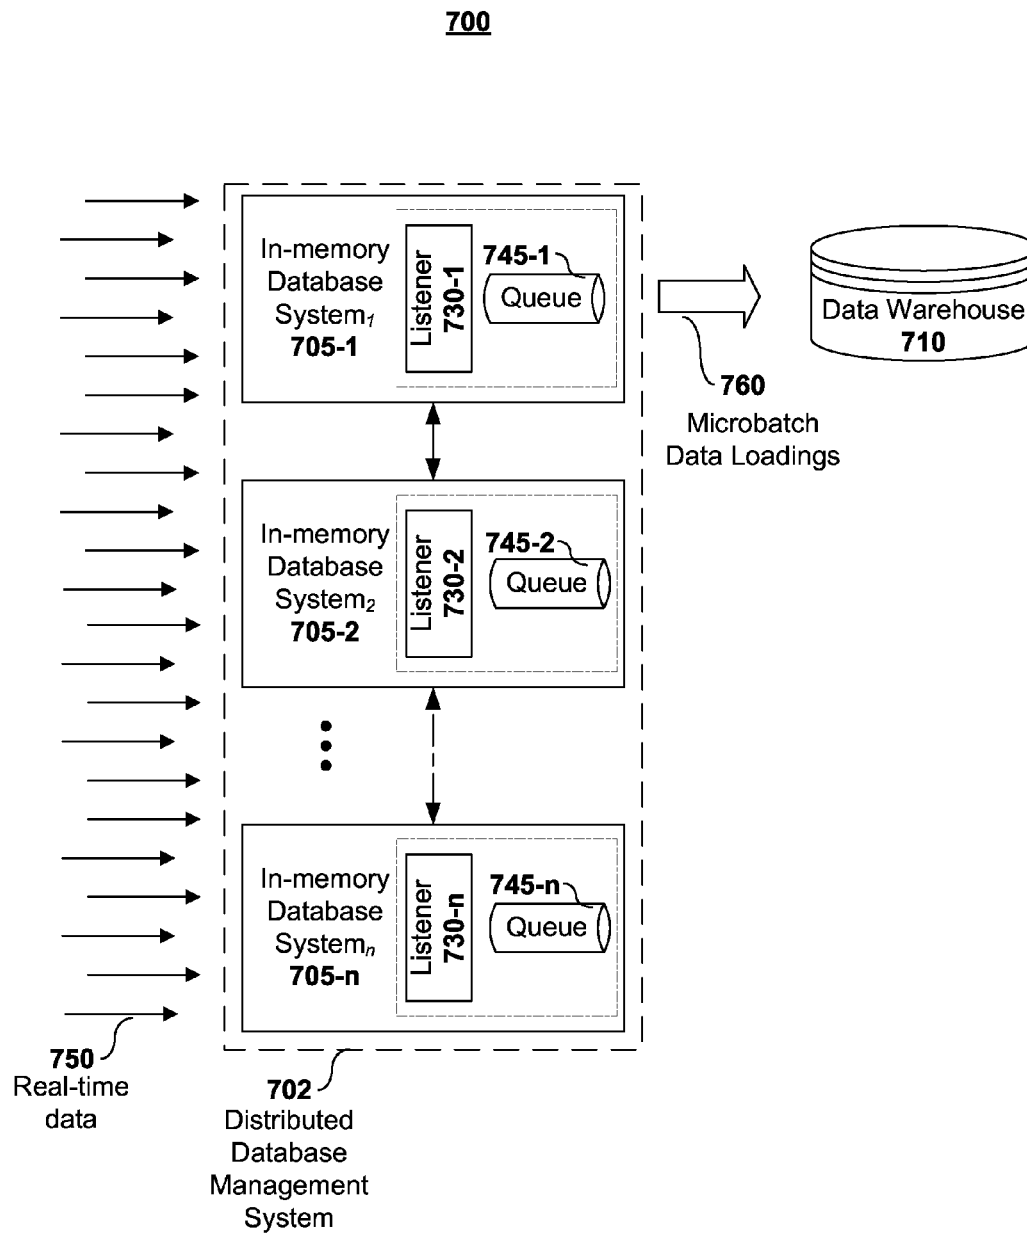 700
In-memory
Database
System1
705-1
Listener
730-1
745-1
Queue
Data Warehouse
710
760
Microbatch
Data Loadings
In-memory
Database
System2
705-2
Listener
730-2
745-2
Queue
In-memory
Database
Systemn
705-n
Listener
730-n
745-n
Queue
750
Real-time
data
702
Distributed
Database
Management
System